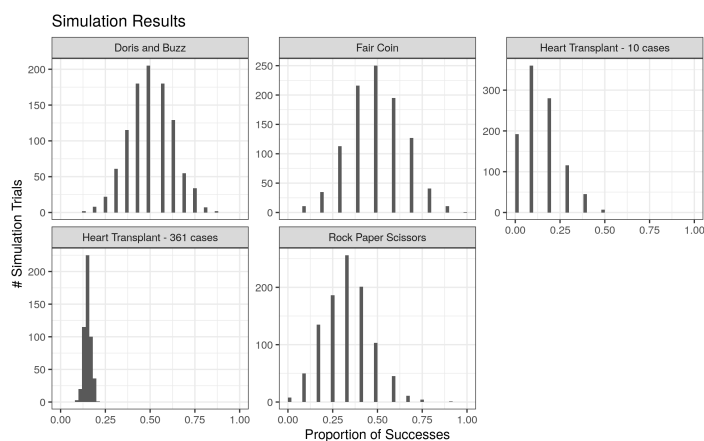 Simulation Results
Doris and Buzz
Fair Coin
Heart Transplant - 10 cases
200
150
100
50
0
250
200
150
100
50
0
300
200
100
0
0.00 0.25 0.50 0.75 1.00
# Simulation Trials
Heart Transplant - 361 cases
Rock Paper Scissors
200
150
100
50
0
200
100
0
0.00 0.25 0.50 0.75 1.00
0.00 0.25 0.50 0.75 1.00
Proportion of Successes